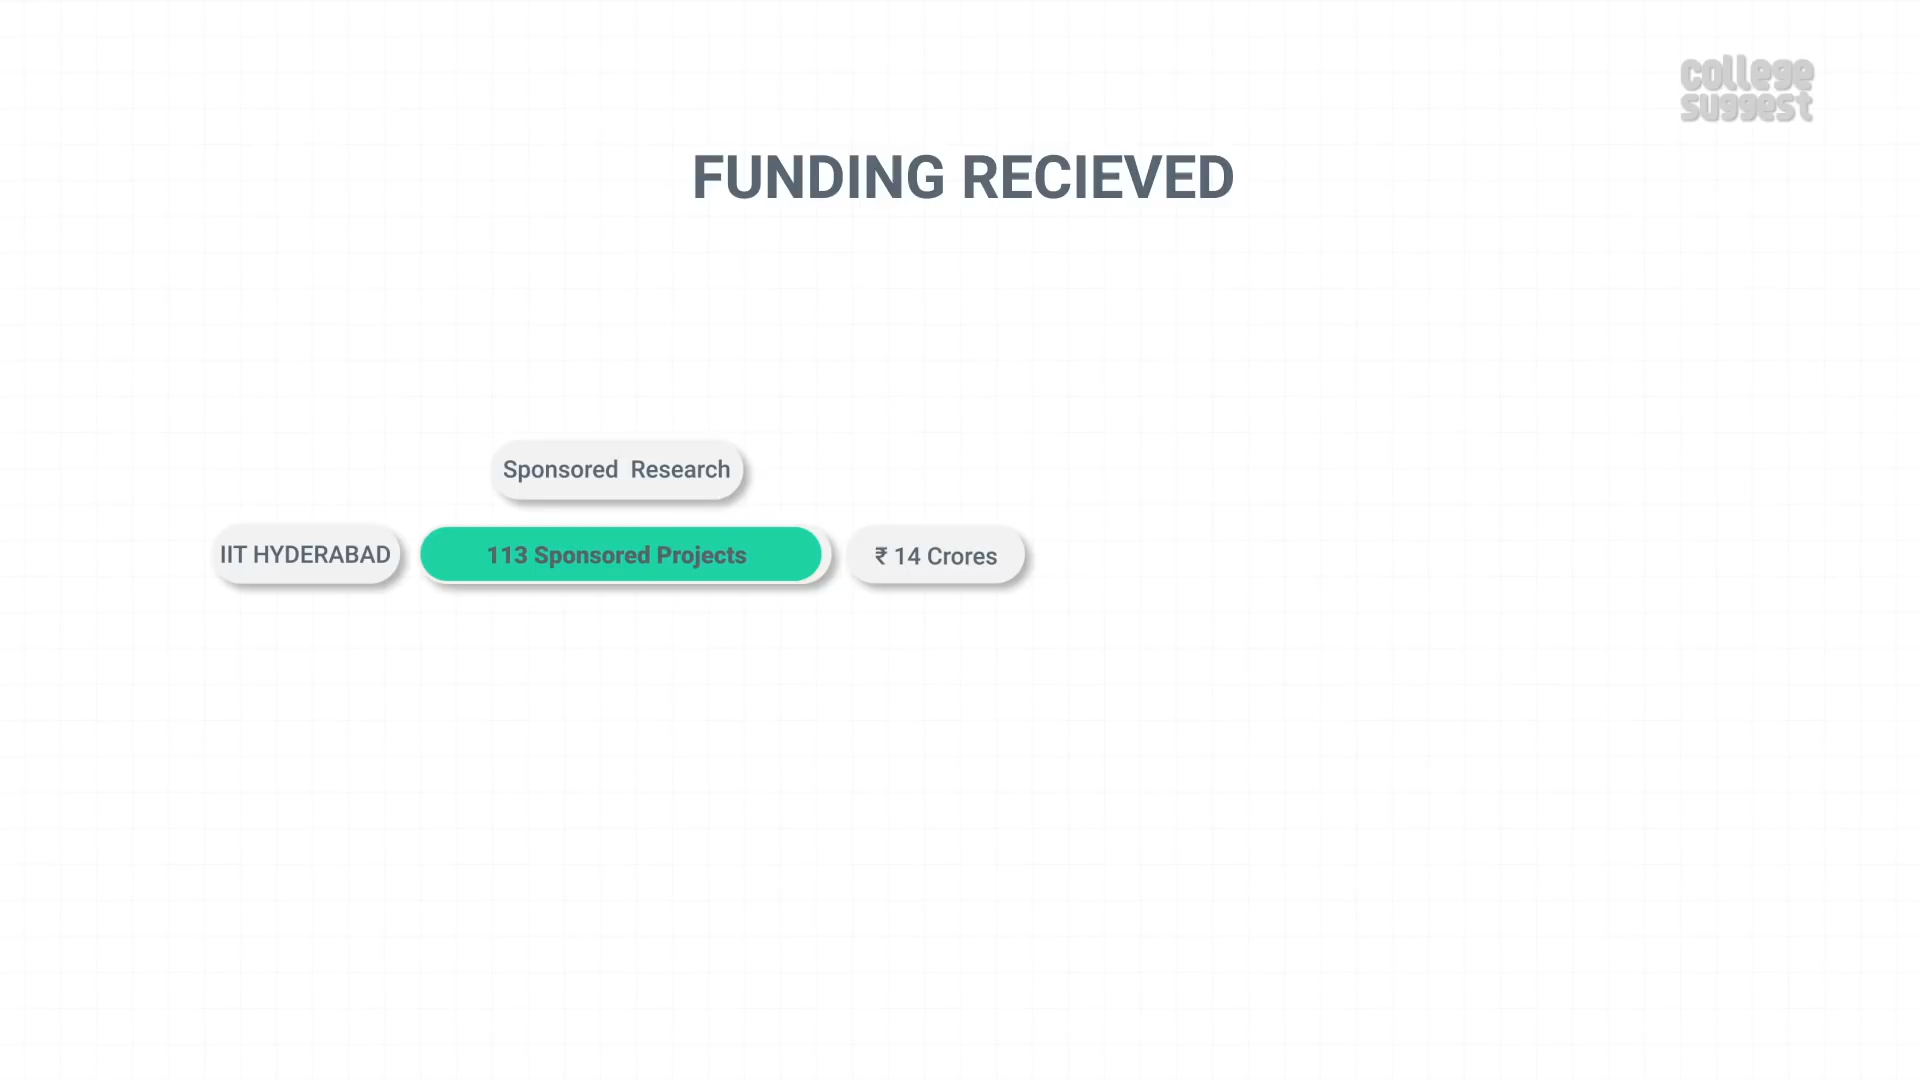 college
suggest
FUNDING RECIEVED
Sponsored Research
IIT HYDERABAD
113 Sponsored Projects
₹ 14 Crores